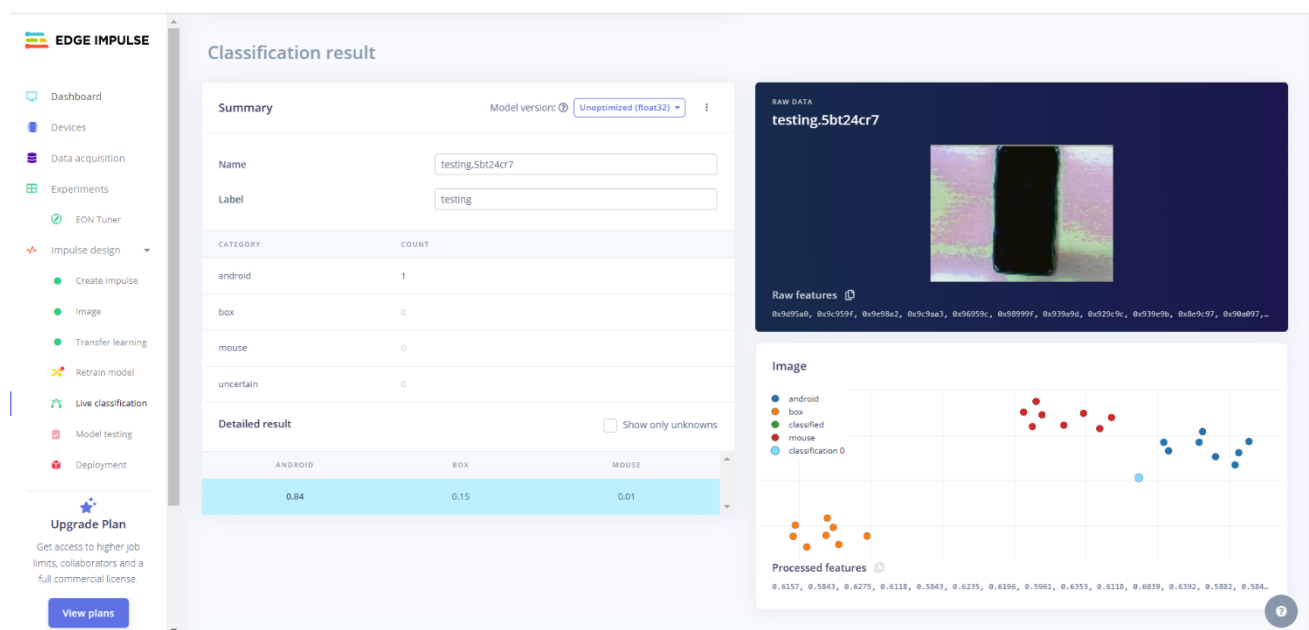 EDGE IMPULSE
Dashboard
Devices
Data acquisition
Experiments
EON Tuner
Impulse design
Create impulse
Image
Transfer learning
Retrain model
Live classification
Model testing
Deployment
Upgrade Plan
Get access to higher job
limits, collaborators and a
full commercial license.
View plans
Classification result
Summary
Model version: ? Unoptimized (float32)
Name testing.5bt24cr7
Label testing
CATEGORY COUNT
android 1
box 0
mouse 0
uncertain 0
Detailed result Show only unknowns
ANDROID BOX MOUSE
0.84 0.15 0.01
RAW DATA
testing.5bt24cr7
Raw features
0x9d95a0, 0x9c959f, 0x9e98a2, 0x9c9aa3, 0x96959c, 0x98999f, 0x939a9d, 0x929c9c, 0x939e9b, 0x8e9c97, 0x90a097,…
Image
android
box
classified
mouse
classification 0
Processed features
0.6157, 0.5843, 0.6275, 0.6118, 0.5843, 0.6235, 0.6196, 0.5961, 0.6353, 0.6118, 0.6039, 0.6392, 0.5882, 0.584…
?